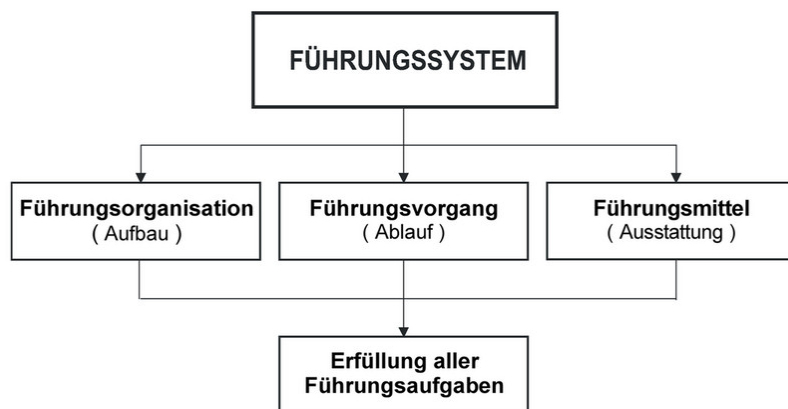 FÜHRUNGSSYSTEM
Führungsorganisation
( Aufbau )
Führungsvorgang
( Ablauf )
Führungsmittel
( Ausstattung )
Erfüllung aller
Führungsaufgaben